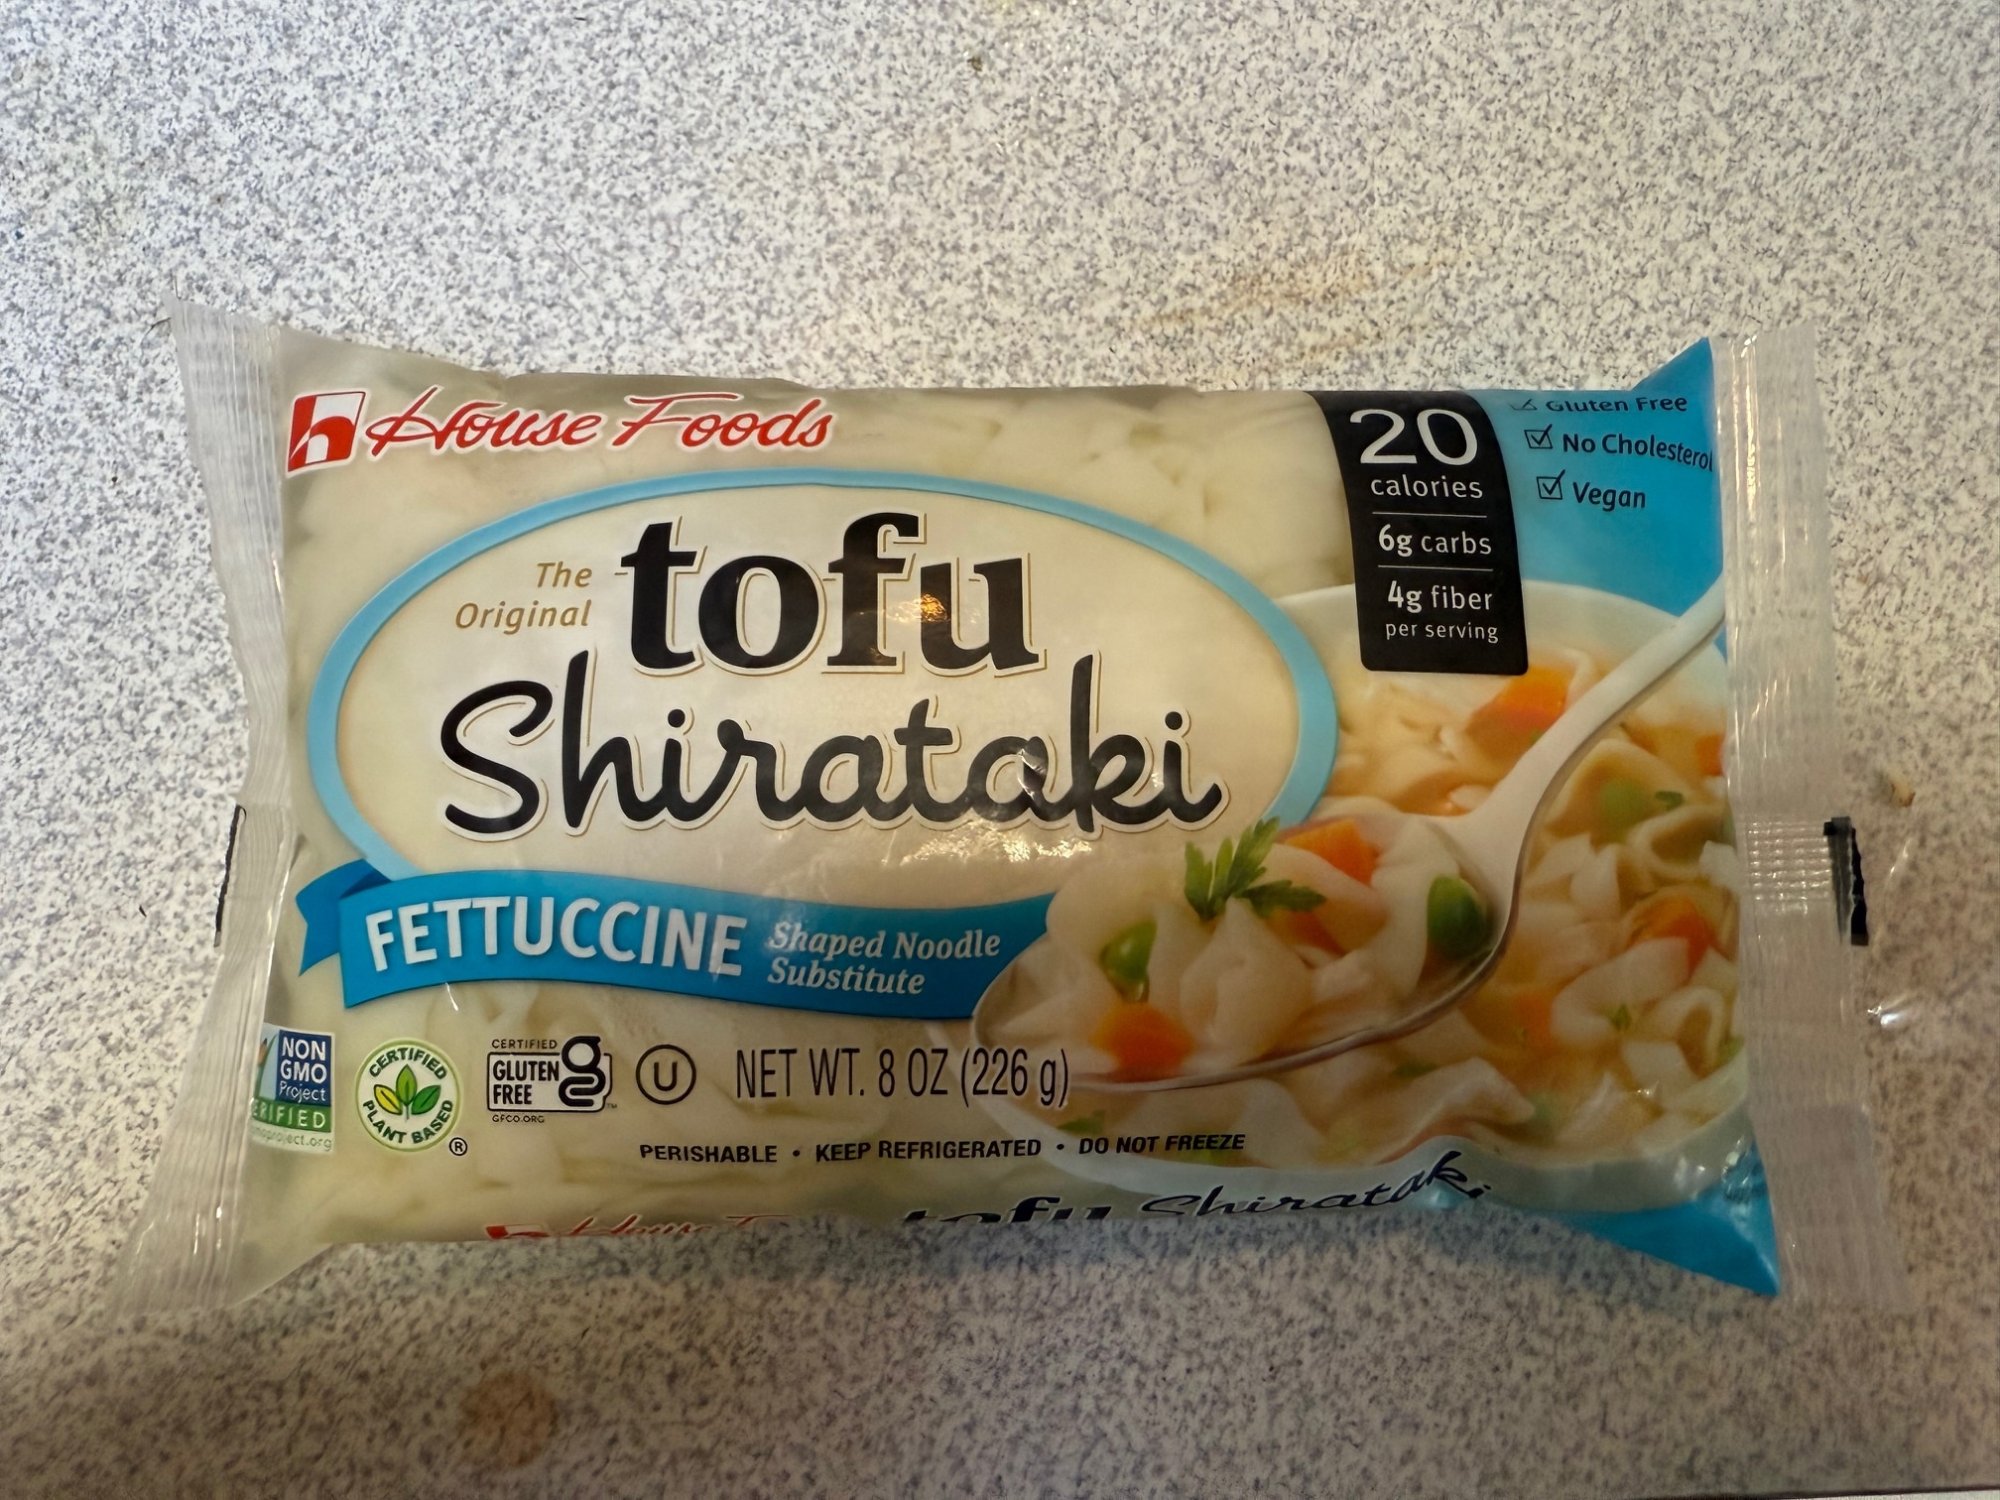 House Foods
The Original
tofu
Shirataki
FETTUCCINE
Shaped Noodle
Substitute
20
calories
6g carbs
4g fiber
per serving
Gluten Free
No Cholesterol
Vegan
NON
GMO
Project
CERTIFIED
PLANT BASED
®
CERTIFIED
GLUTEN
FREE
GFCO.ORG
TM
U
NET WT. 8 OZ (226 g)
PERISHABLE • KEEP REFRIGERATED • DO NOT FREEZE
tofu Shirataki